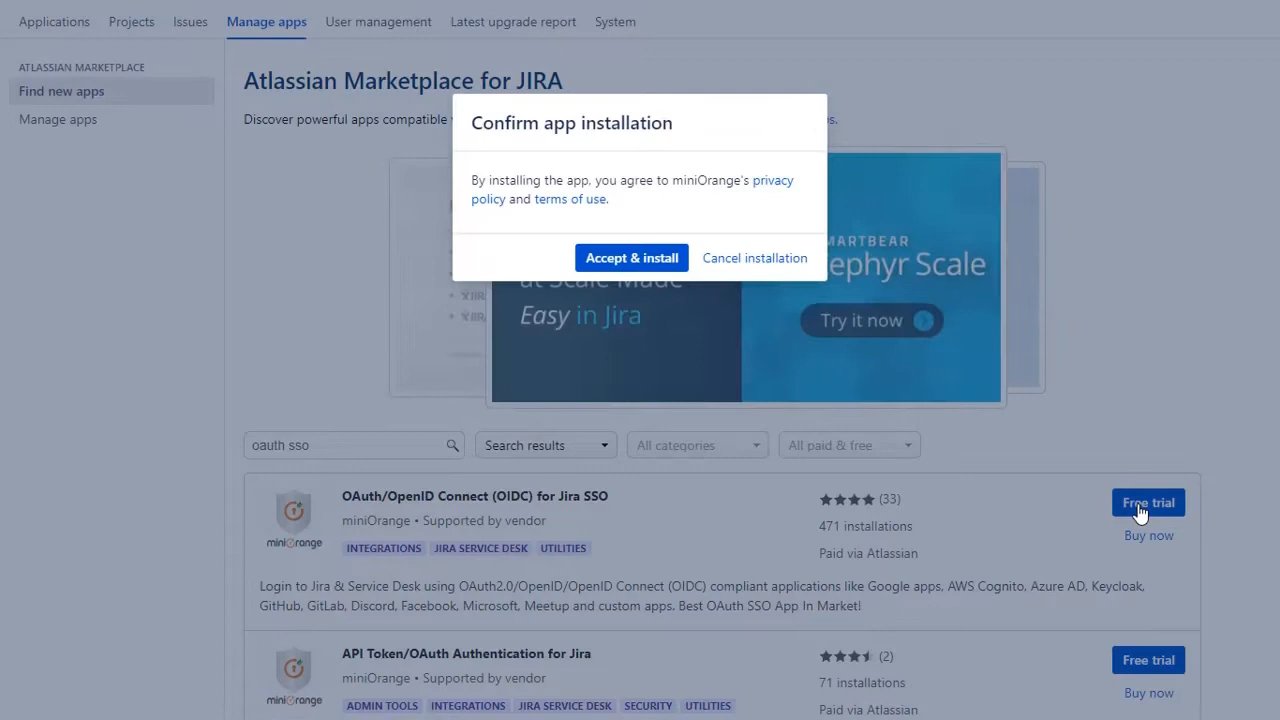 Applications Projects Issues Manage apps User management Latest upgrade report System
ATLASSIAN MARKETPLACE
Find new apps
Manage apps
Atlassian Marketplace for JIRA
Discover powerful apps compatible
s.
Confirm app installation
By installing the app, you agree to miniOrange's privacy
policy and terms of use.
Accept & install Cancel installation
MARTBEAR
ephyr Scale
at Scale Made
Easy in Jira
Try it now
oauth sso Search results All categories All paid & free
OAuth/OpenID Connect (OIDC) for Jira SSO (33) Free trial
miniOrange • Supported by vendor 471 installations
Buy now
miniOrange
INTEGRATIONS JIRA SERVICE DESK UTILITIES Paid via Atlassian
Login to Jira & Service Desk using OAuth2.0/OpenID/OpenID Connect (OIDC) compliant applications like Google apps, AWS Cognito, Azure AD, Keycloak,
GitHub, GitLab, Discord, Facebook, Microsoft, Meetup and custom apps. Best OAuth SSO App In Market!
API Token/OAuth Authentication for Jira (2) Free trial
miniOrange • Supported by vendor 71 installations
Buy now
miniOrange
ADMIN TOOLS INTEGRATIONS JIRA SERVICE DESK SECURITY UTILITIES Paid via Atlassian